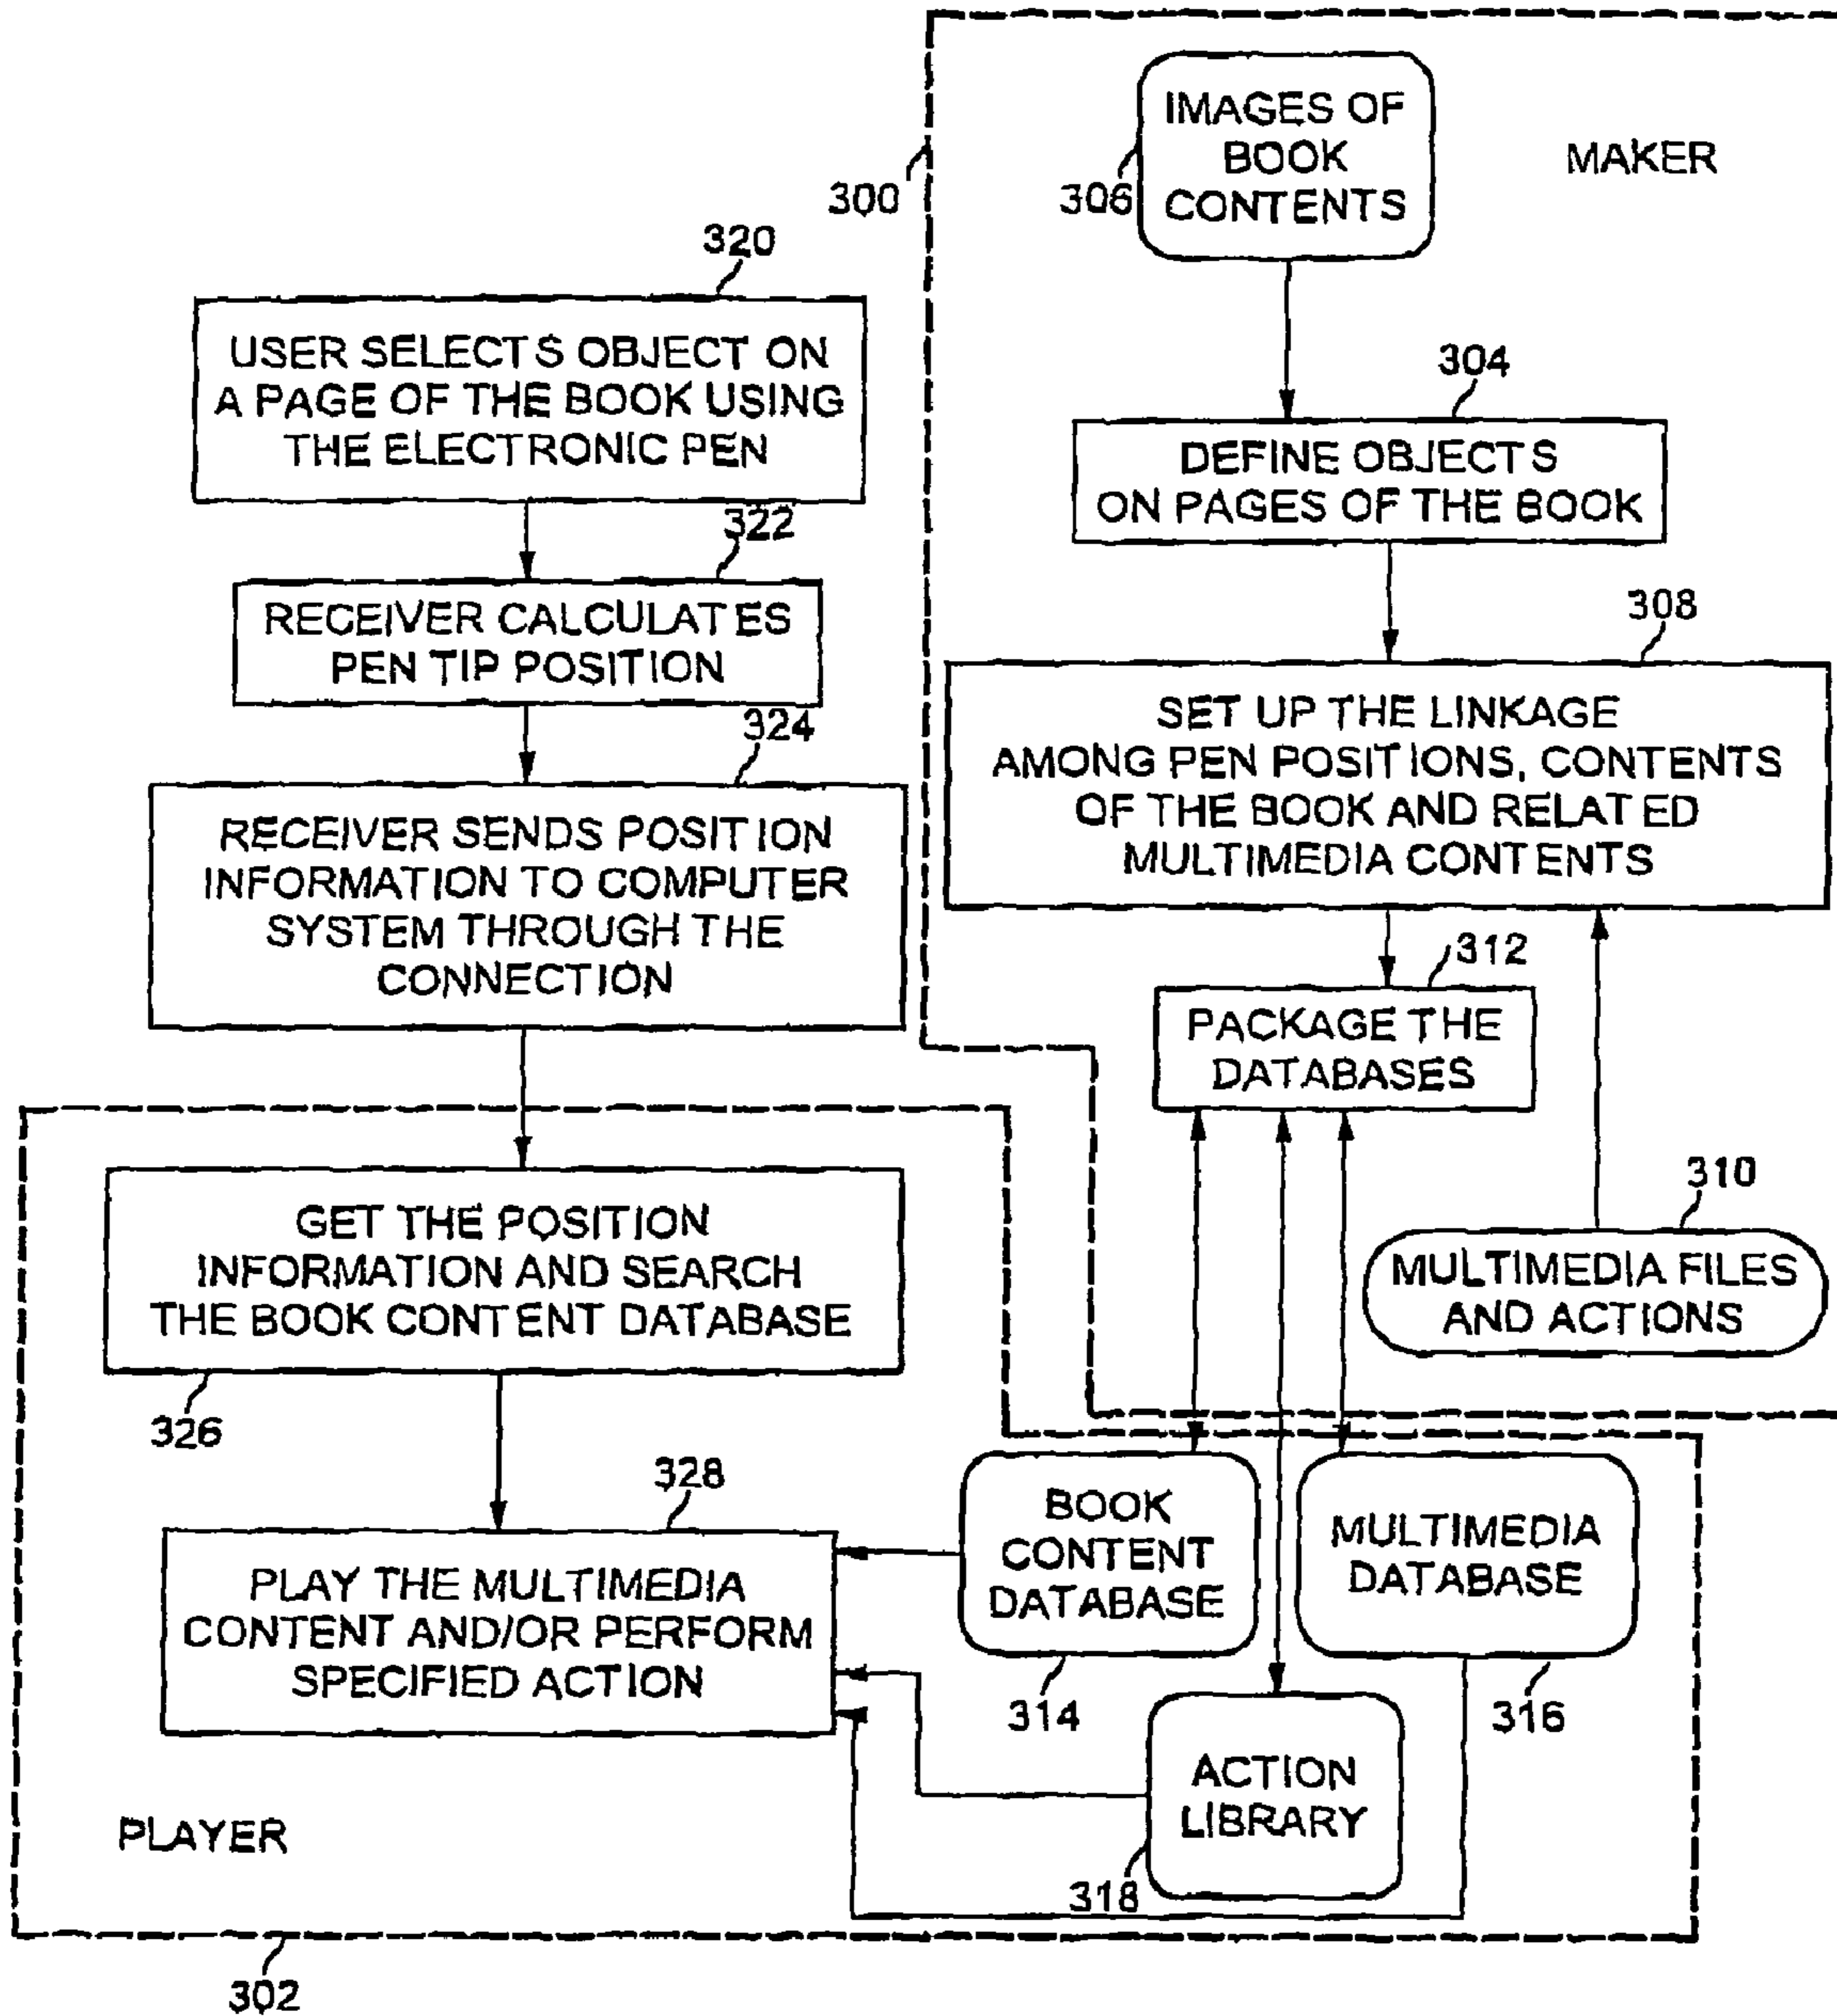 300
MAKER
306
IMAGES OF
BOOK
CONTENTS
304
DEFINE OBJECTS
ON PAGES OF THE BOOK
308
SET UP THE LINKAGE
AMONG PEN POSITIONS, CONTENTS
OF THE BOOK AND RELATED
MULTIMEDIA CONTENTS
312
PACKAGE THE
DATABASES
310
MULTIMEDIA FILES
AND ACTIONS
320
USER SELECTS OBJECT ON
A PAGE OF THE BOOK USING
THE ELECTRONIC PEN
322
RECEIVER CALCULATES
PEN TIP POSITION
324
RECEIVER SENDS POSITION
INFORMATION TO COMPUTER
SYSTEM THROUGH THE
CONNECTION
GET THE POSITION
INFORMATION AND SEARCH
THE BOOK CONTENT DATABASE
326
328
PLAY THE MULTIMEDIA
CONTENT AND/OR PERFORM
SPECIFIED ACTION
BOOK
CONTENT
DATABASE
314
MULTIMEDIA
DATABASE
316
ACTION
LIBRARY
318
PLAYER
302